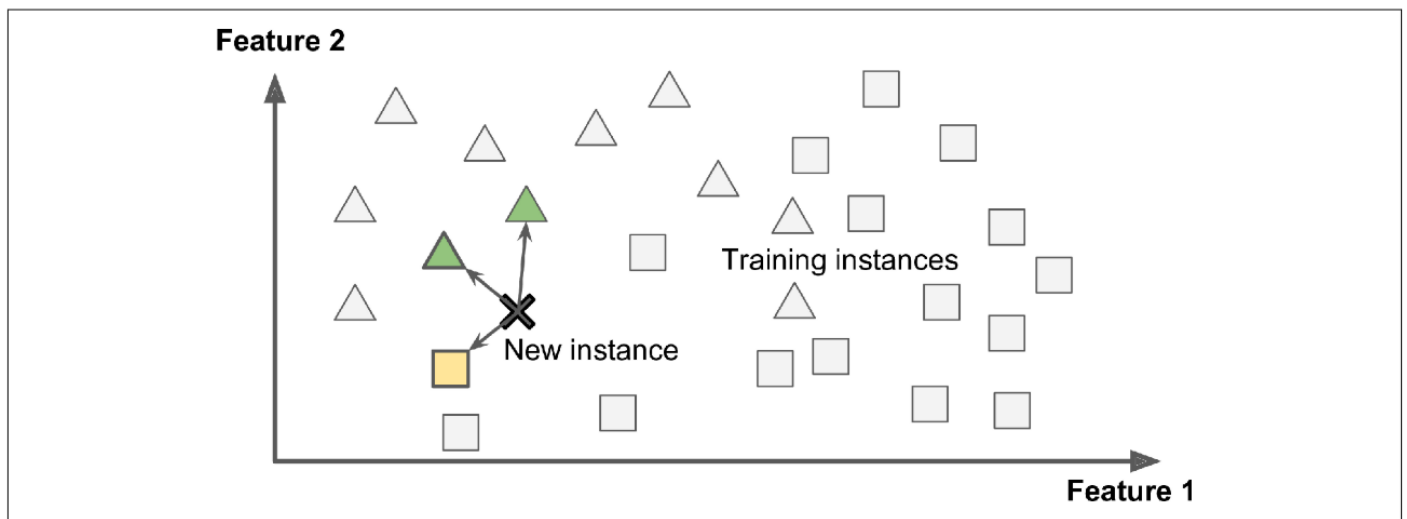 Feature 2
Training instances
New instance
Feature 1